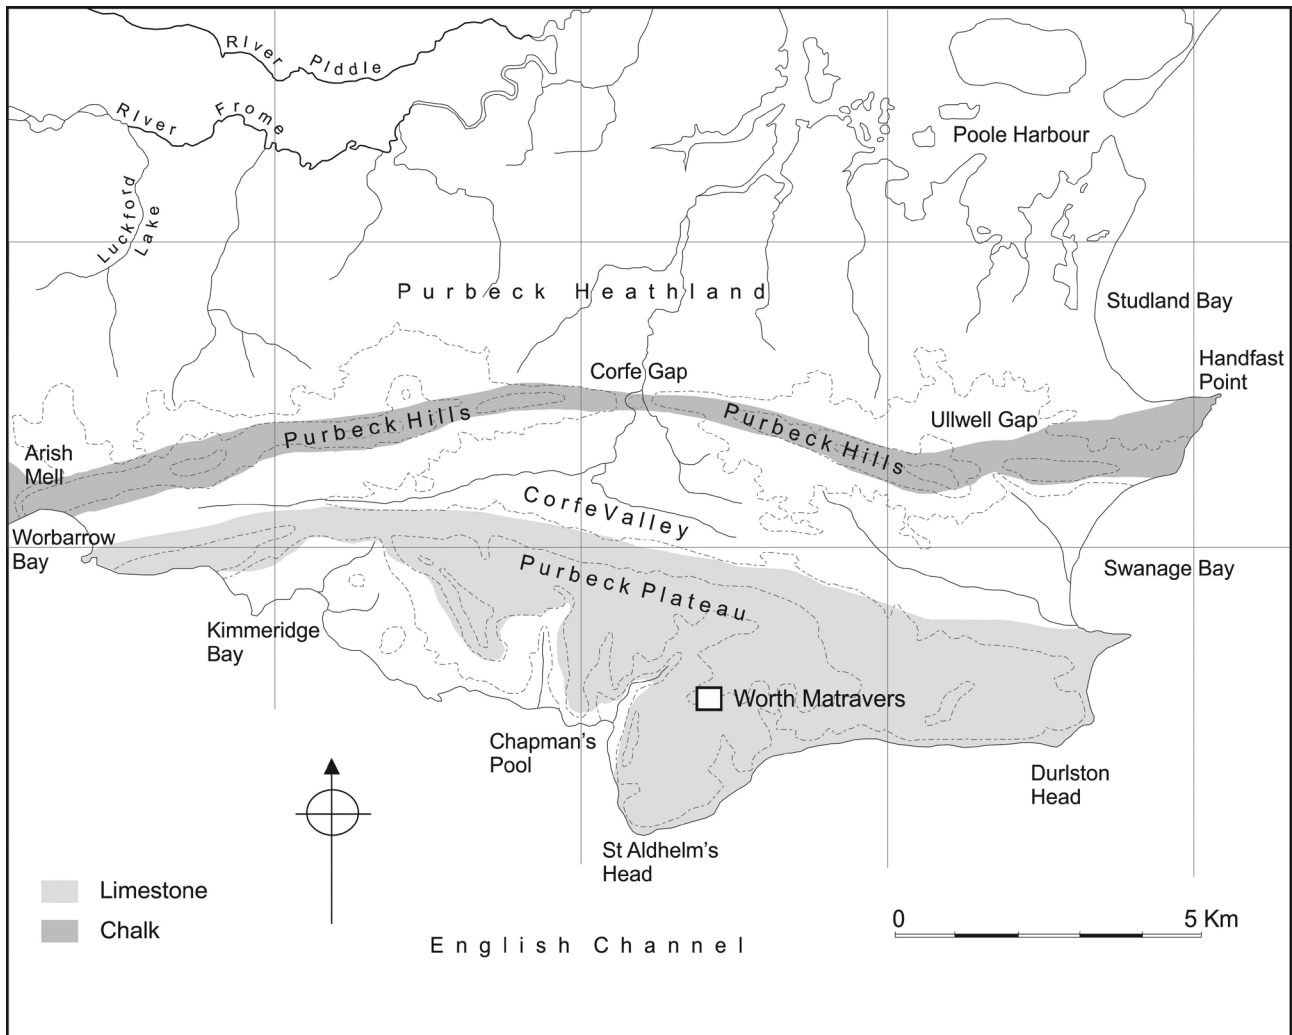 RIver PIddle
RIver Frome
Poole Harbour
Luckford
Lake
Purbeck Heathland
Studland Bay
Handfast
Point
Corfe Gap
Purbeck Hills
Purbeck Hills
Ullwell Gap
Arish
Mell
Corfe Valley
Worbarrow
Bay
Purbeck Plateau
Swanage Bay
Kimmeridge
Bay
Worth Matravers
Chapman's
Pool
Durlston
Head
St Aldhelm's
Head
Limestone
Chalk
0 5 Km
English Channel